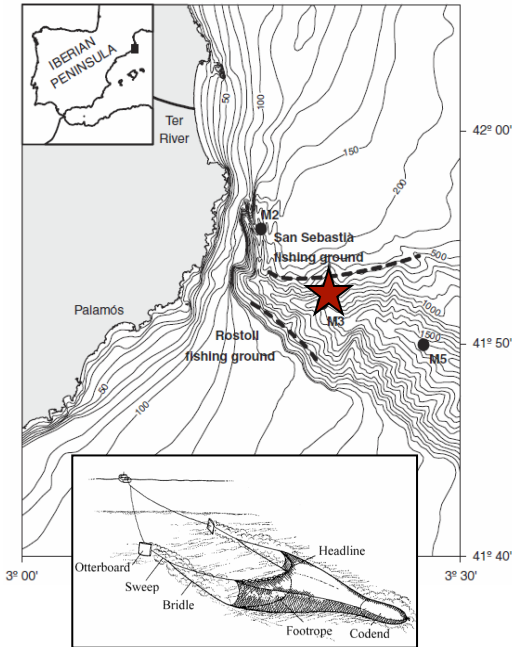 IBERIAN
PENINSULA
50
100
Ter
River
150
200
42° 00'
M2
San Sebastià
fishing ground
500
M3
1000
1500
M5
Palamós
Rostoll
fishing ground
41° 50'
50
100
41° 40'
3° 00'
3° 30'
Otterboard
Sweep
Bridle
Headline
Footrope
Codend